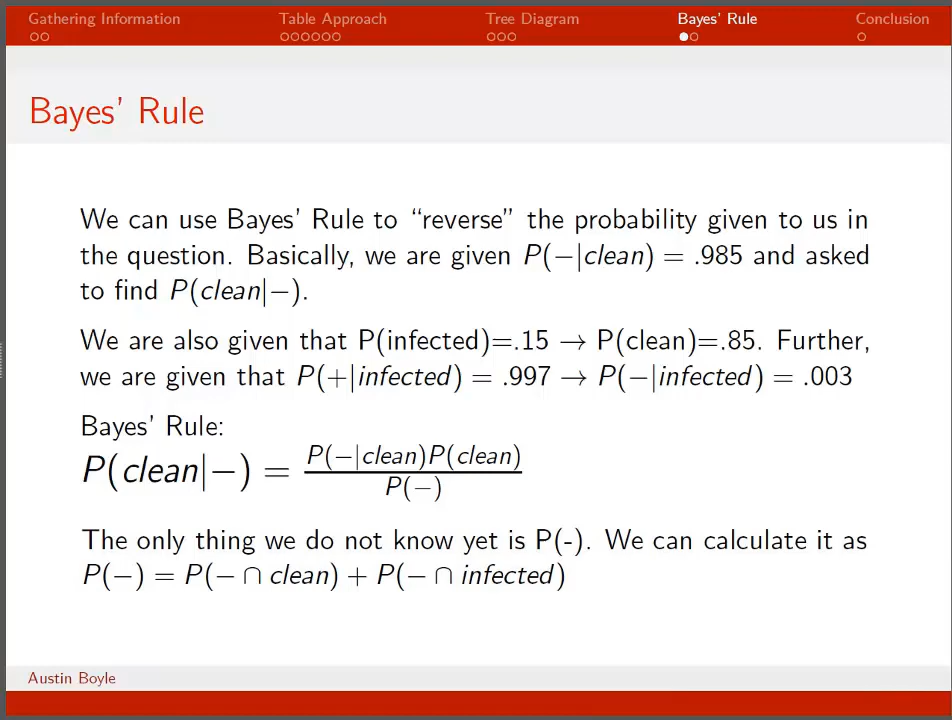 Gathering Information Table Approach Tree Diagram Bayes' Rule Conclusion
Bayes' Rule
We can use Bayes' Rule to “reverse” the probability given to us in
the question. Basically, we are given P(−|clean) = .985 and asked
to find P(clean|−).
We are also given that P(infected)=.15 → P(clean)=.85. Further,
we are given that P(+|infected) = .997 → P(−|infected) = .003
Bayes' Rule:
P(clean|−) = P(−|clean)P(clean) / P(−)
The only thing we do not know yet is P(-). We can calculate it as
P(−) = P(− ∩ clean) + P(− ∩ infected)
Austin Boyle